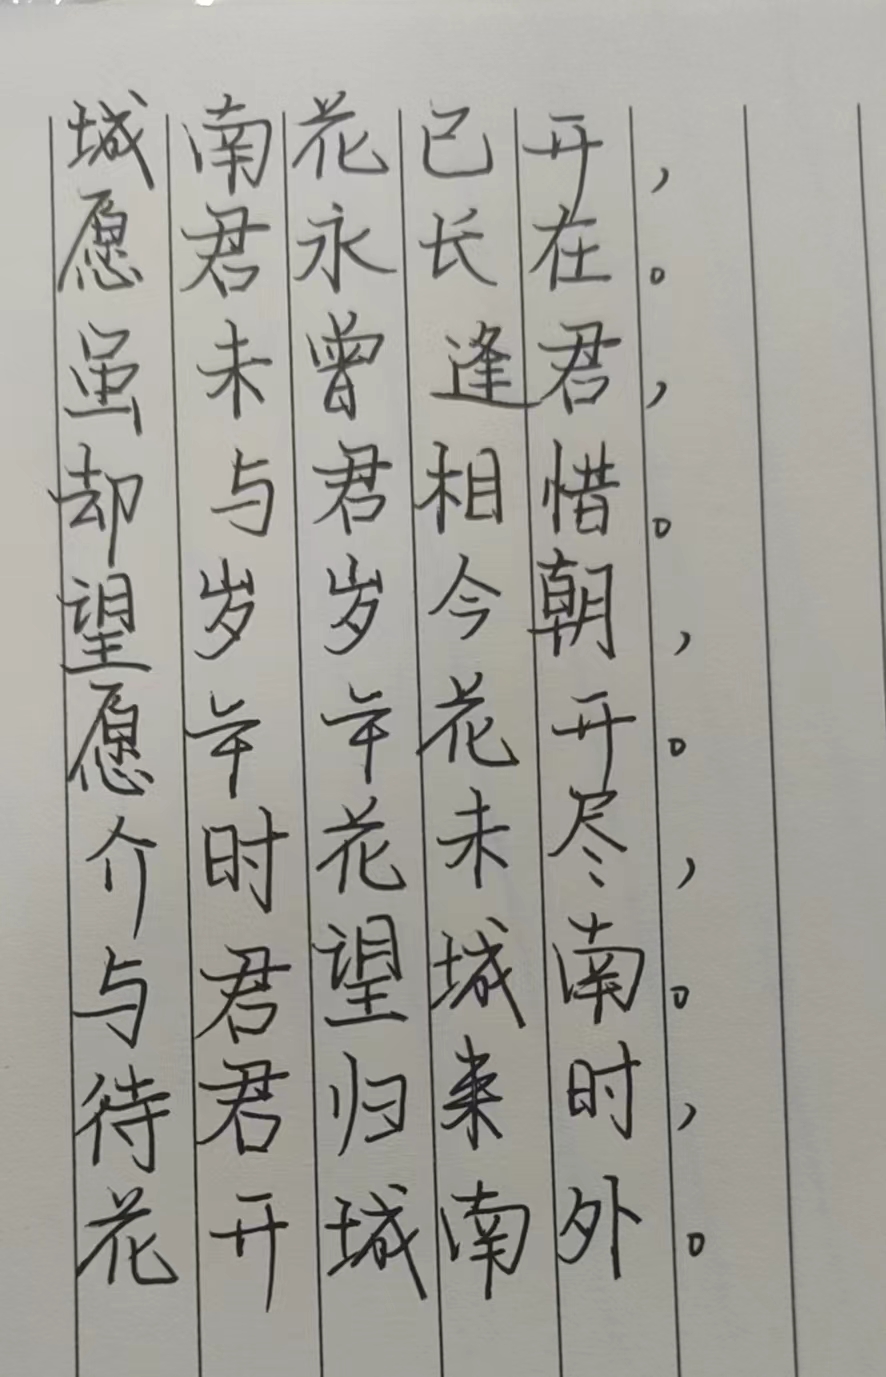 城南花已开，
愿君永长在。
虽未曾逢君，
却与君相惜。
望岁岁今朝，
愿年年花开。
介时花未尽，
与君望城南。
待君归来时，
花开城南外。